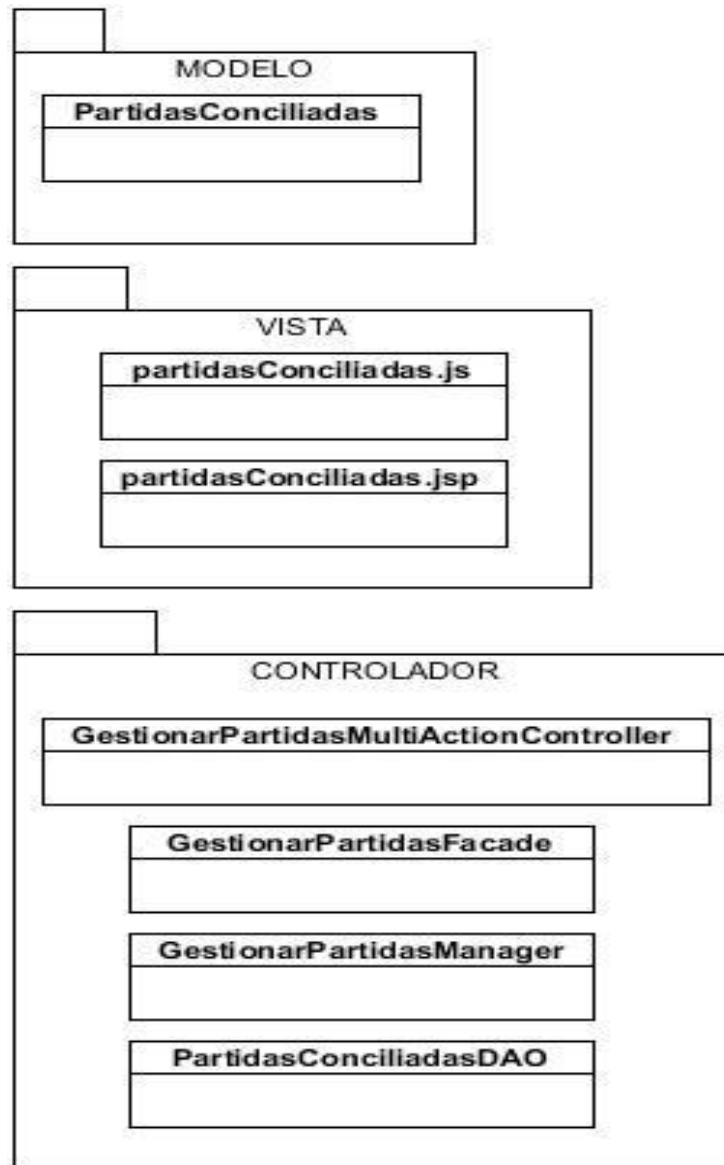 MODELO
PartidasConciliadas
VISTA
partidasConciliadas.js
partidasConciliadas.jsp
CONTROLADOR
GestionarPartidasMultiActionController
GestionarPartidasFacade
GestionarPartidasManager
PartidasConciliadasDAO